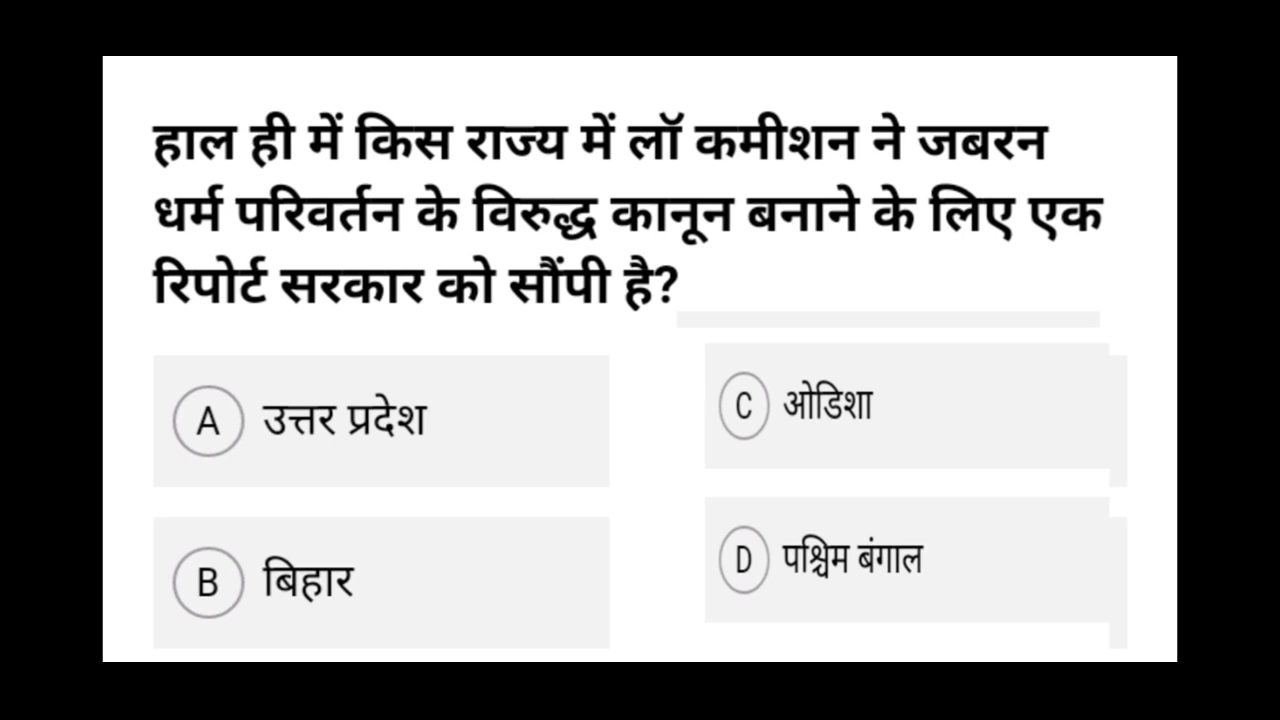 हाल ही में किस राज्य में लॉ कमीशन ने जबरन
धर्म परिवर्तन के विरुद्ध कानून बनाने के लिए एक
रिपोर्ट सरकार को सौंपी है?
A उत्तर प्रदेश
B बिहार
C ओडिशा
D पश्चिम बंगाल